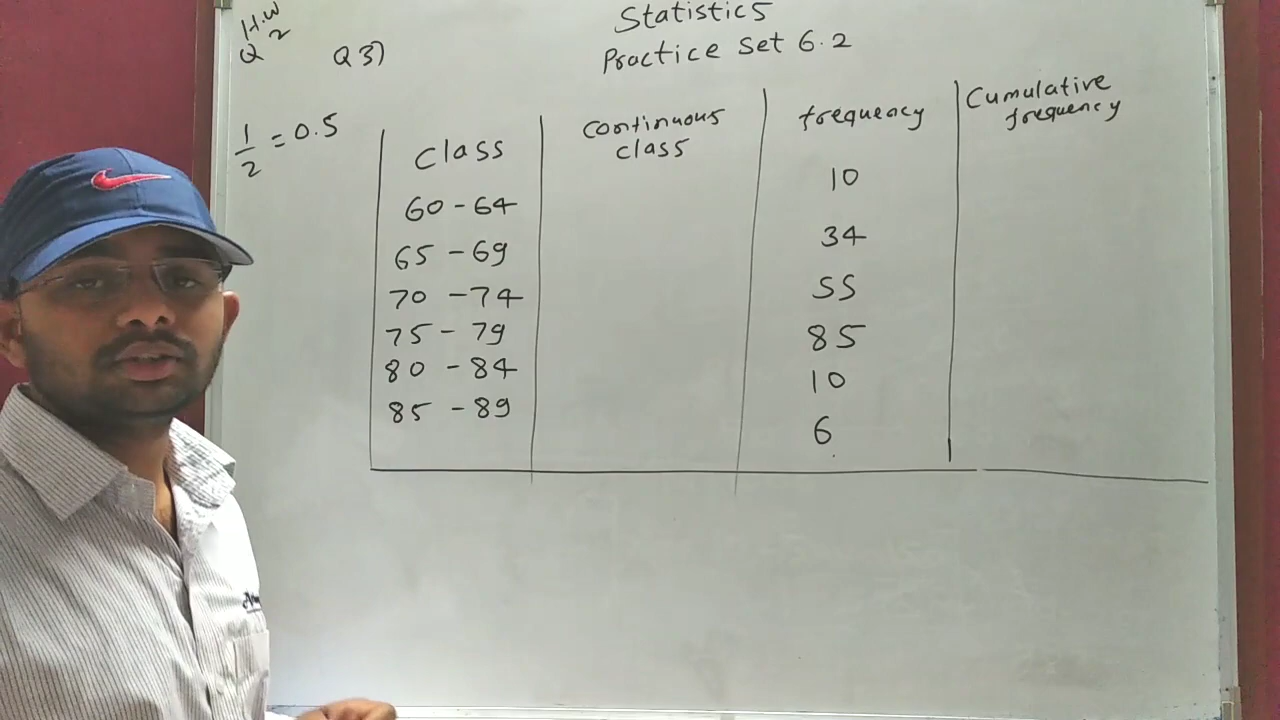 Statistics
Practice Set 6.2
H.W
Q 2
Q 3)
1/2 = 0.5
class continuous class frequency Cumulative frequency
60 - 64 10
65 - 69 34
70 - 74 55
75 - 79 85
80 - 84 10
85 - 89 6